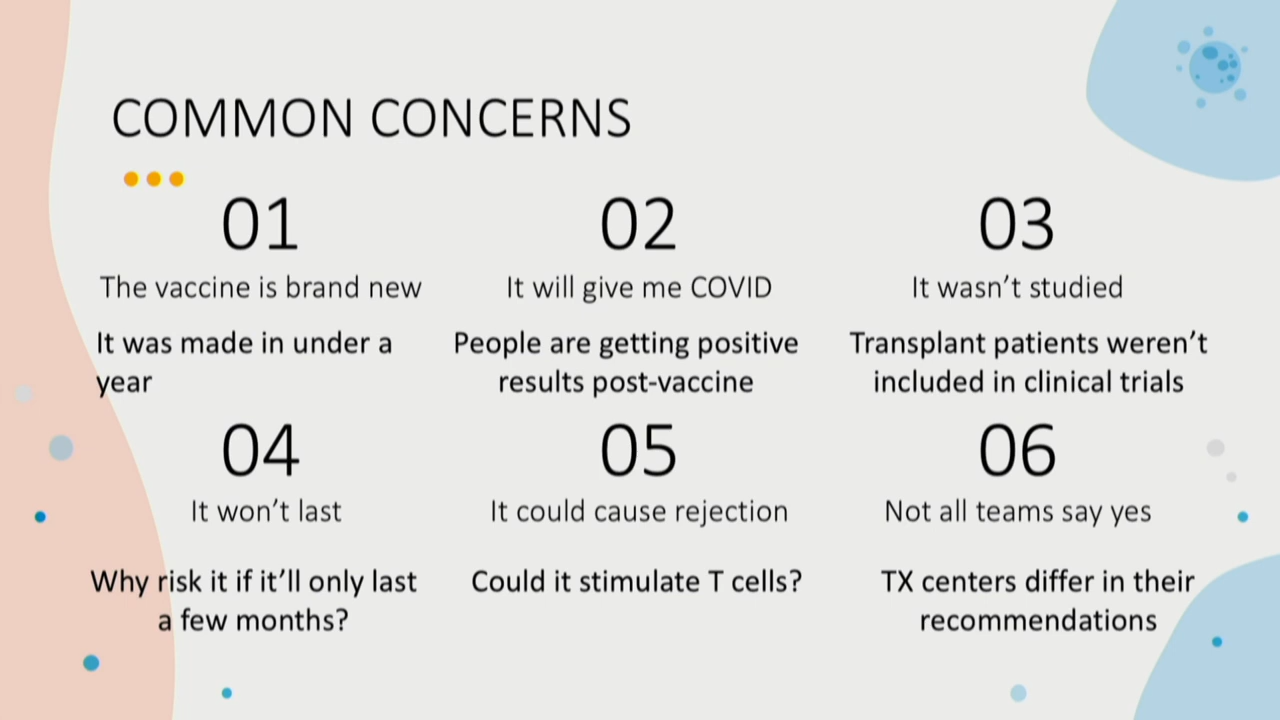 COMMON CONCERNS
01
The vaccine is brand new
It was made in under a
year
02
It will give me COVID
People are getting positive
results post-vaccine
03
It wasn’t studied
Transplant patients weren’t
included in clinical trials
04
It won’t last
Why risk it if it’ll only last
a few months?
05
It could cause rejection
Could it stimulate T cells?
06
Not all teams say yes
TX centers differ in their
recommendations